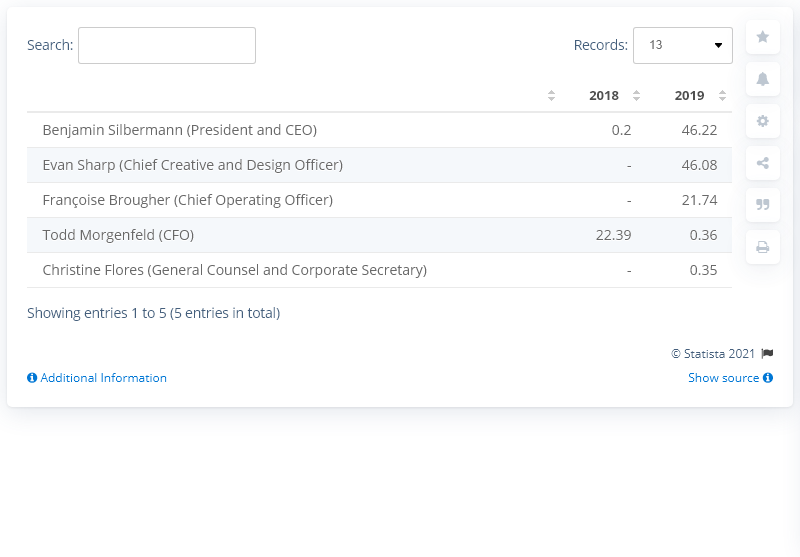 Search:
Records: 13
2018 2019
Benjamin Silbermann (President and CEO) 0.2 46.22
Evan Sharp (Chief Creative and Design Officer) - 46.08
Françoise Brougher (Chief Operating Officer) - 21.74
Todd Morgenfeld (CFO) 22.39 0.36
Christine Flores (General Counsel and Corporate Secretary) - 0.35
Showing entries 1 to 5 (5 entries in total)
© Statista 2021
Additional Information
Show source